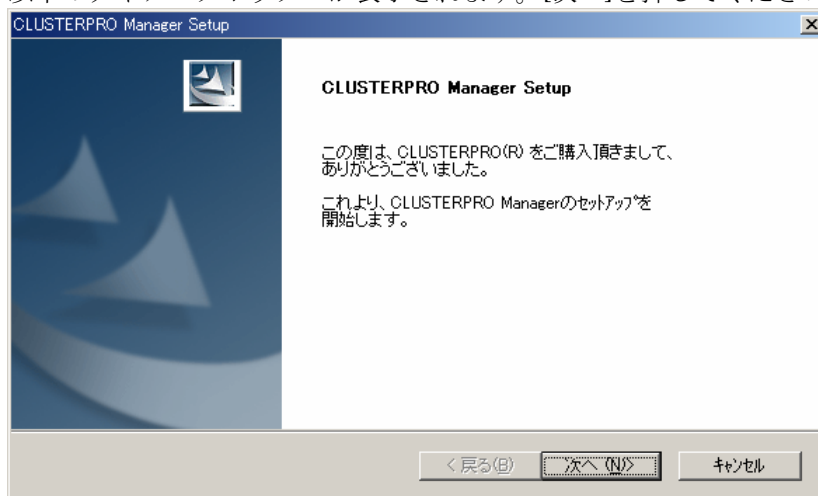 CLUSTERPRO Manager Setup
CLUSTERPRO Manager Setup
この度は、CLUSTERPRO(R) をご購入頂きまして、
ありがとうございました。
これより、CLUSTERPRO Managerのセットアップを
開始します。
< 戻る(B)
次へ (N)>
キャンセル